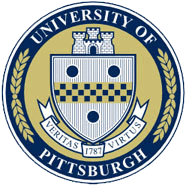 UNIVERSITY OF
VERITAS 1787 VIRTUS
PITTSBURGH